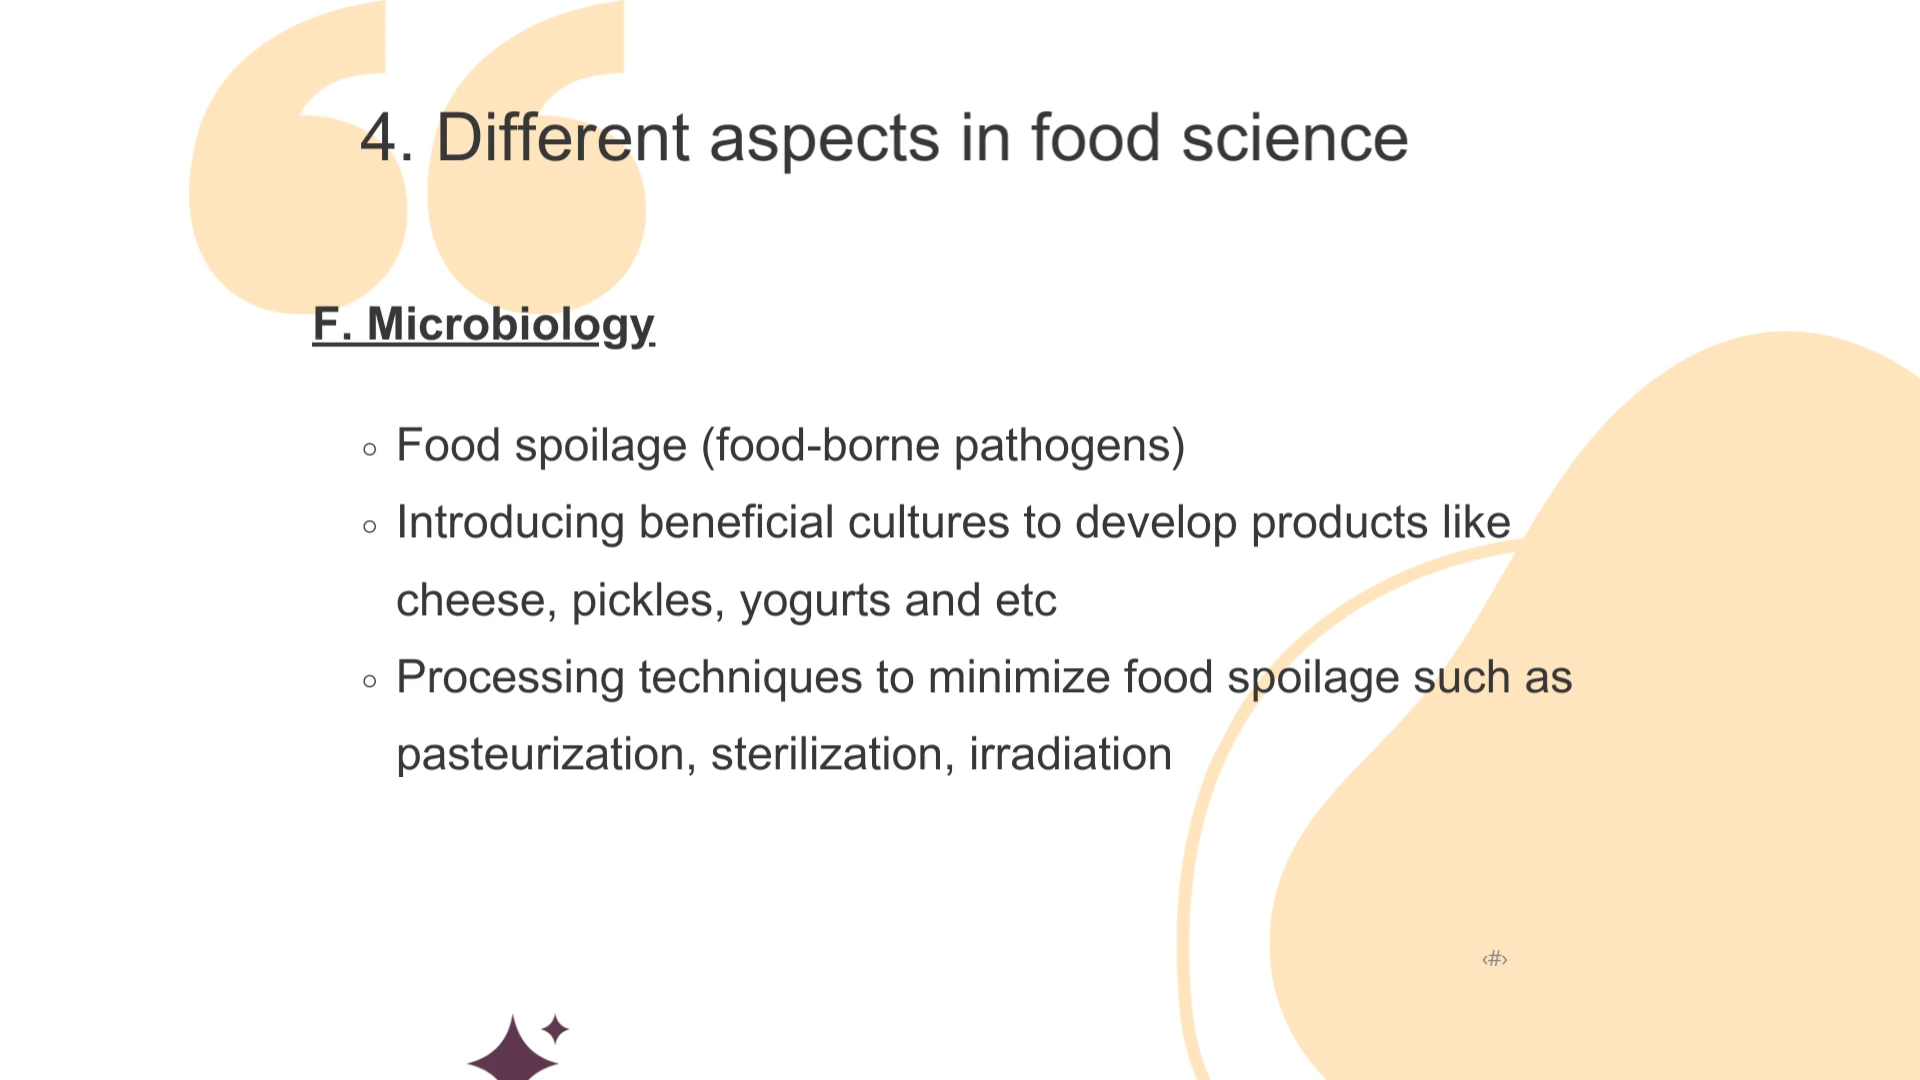 4. Different aspects in food science
F. Microbiology
○ Food spoilage (food-borne pathogens)
○ Introducing beneficial cultures to develop products like
cheese, pickles, yogurts and etc
○ Processing techniques to minimize food spoilage such as
pasteurization, sterilization, irradiation
‹#›